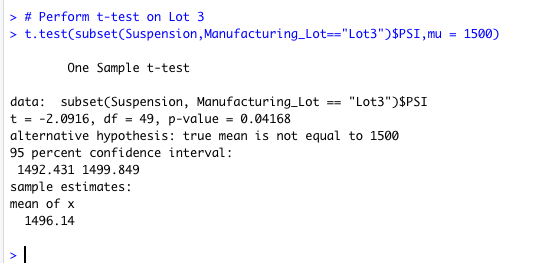 > # Perform t-test on Lot 3
> t.test(subset(Suspension,Manufacturing_Lot=="Lot3")$PSI,mu = 1500)
One Sample t-test
data:  subset(Suspension, Manufacturing_Lot == "Lot3")$PSI
t = -2.0916, df = 49, p-value = 0.04168
alternative hypothesis: true mean is not equal to 1500
95 percent confidence interval:
 1492.431 1499.849
sample estimates:
mean of x
  1496.14
>